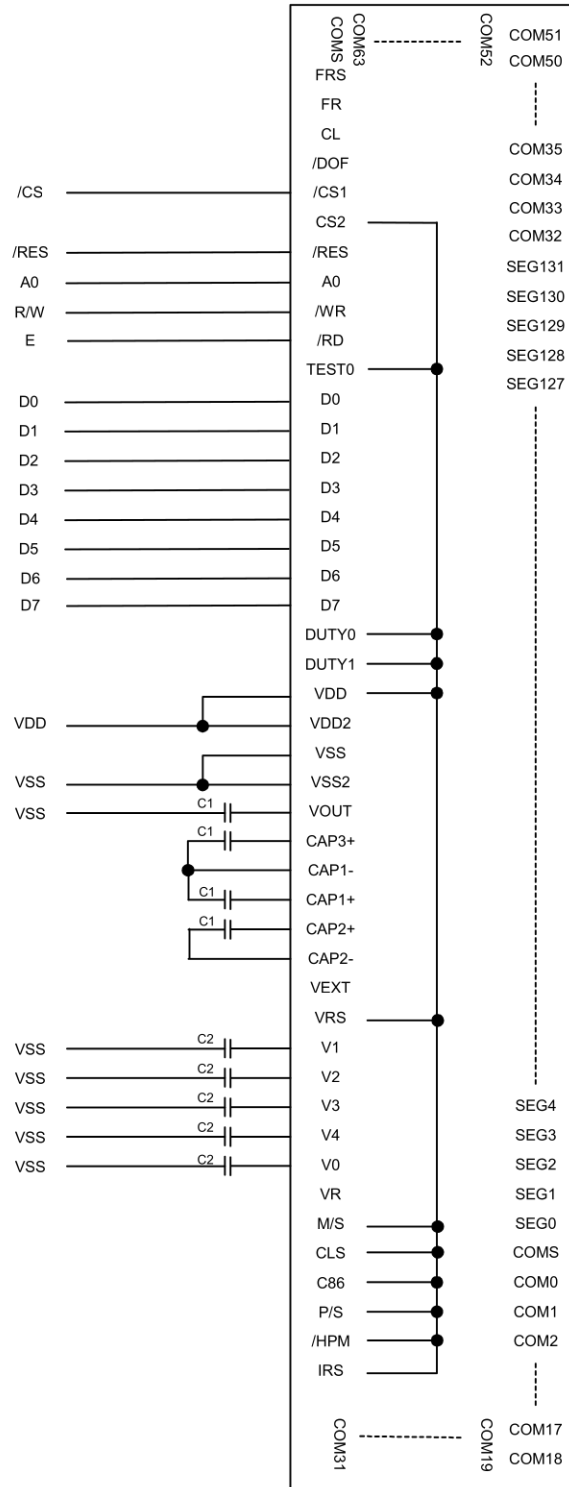 COMS
COM63
COM52
COM51
COM50
FRS
FR
CL
/DOF
COM35
/CS
/CS1
COM34
CS2
COM33
COM32
/RES
/RES
SEG131
A0
A0
SEG130
R/W
/WR
SEG129
E
/RD
SEG128
TEST0
SEG127
D0
D0
D1
D1
D2
D2
D3
D3
D4
D4
D5
D5
D6
D6
D7
D7
DUTY0
DUTY1
VDD
VDD
VDD2
VSS
VSS
VSS2
VSS
C1
VOUT
C1
CAP3+
CAP1-
C1
CAP1+
C1
CAP2+
CAP2-
VEXT
VRS
VSS
C2
V1
VSS
C2
V2
VSS
C2
V3
SEG4
VSS
C2
V4
SEG3
VSS
C2
V0
SEG2
VR
SEG1
M/S
SEG0
CLS
COMS
C86
COM0
P/S
COM1
/HPM
COM2
IRS
COM31
COM19
COM17
COM18